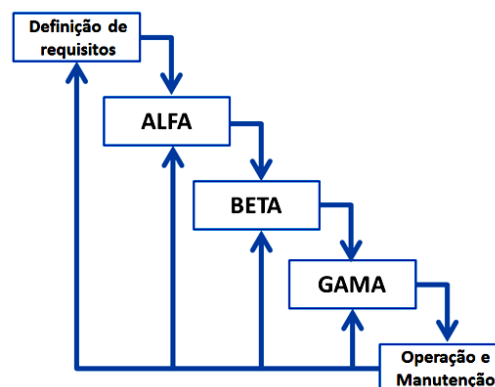 Definição de
requisitos
ALFA
BETA
GAMA
Operação e
Manutenção